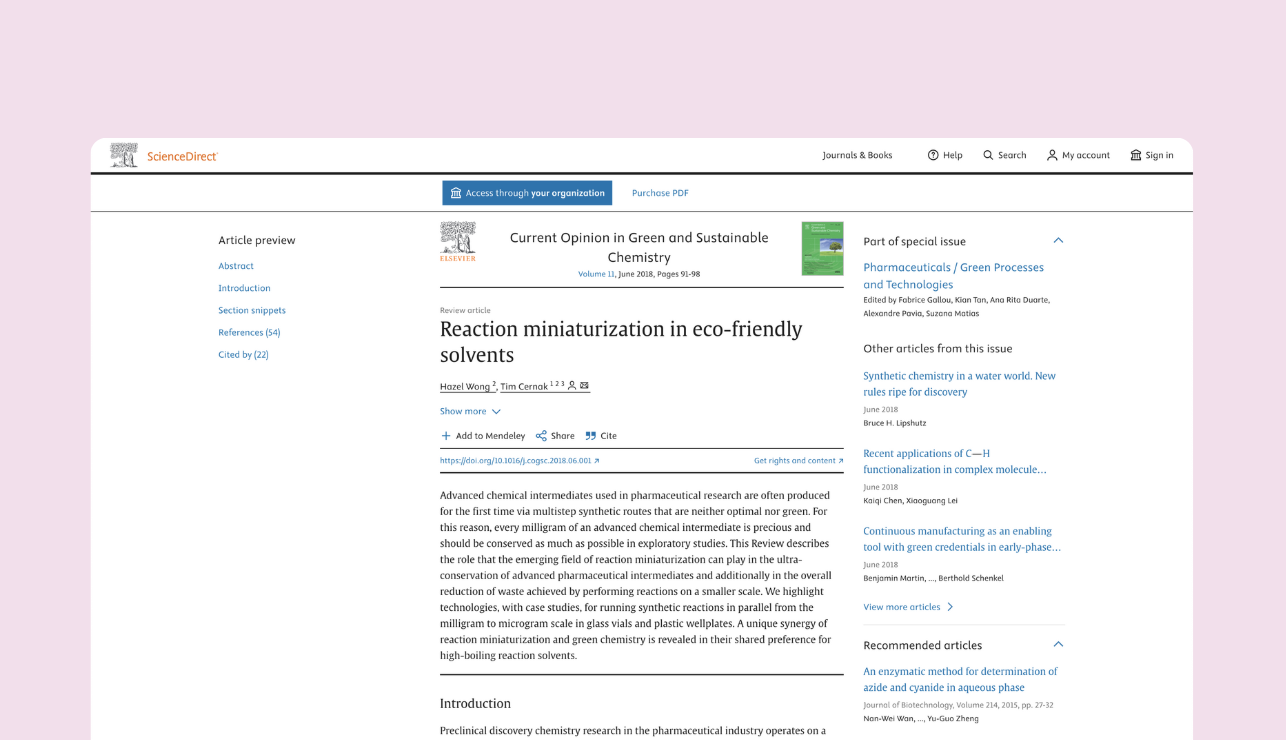 ScienceDirect
Journals & Books
Help
Search
My account
Sign in
Access through your organization
Purchase PDF
Article preview
Abstract
Introduction
Section snippets
References (54)
Cited by (22)
ELSEVIER
Current Opinion in Green and Sustainable
Chemistry
Volume 11, June 2018, Pages 91-98
Review article
Reaction miniaturization in eco-friendly
solvents
Hazel Wong 2, Tim Cernak 1 2 3
Show more
Add to Mendeley
Share
Cite
https://doi.org/10.1016/j.cogsc.2018.06.001
Get rights and content
Advanced chemical intermediates used in pharmaceutical research are often produced
for the first time via multistep synthetic routes that are neither optimal nor green. For
this reason, every milligram of an advanced chemical intermediate is precious and
should be conserved as much as possible in exploratory studies. This Review describes
the role that the emerging field of reaction miniaturization can play in the ultra-
conservation of advanced pharmaceutical intermediates and additionally in the overall
reduction of waste achieved by performing reactions on a smaller scale. We highlight
technologies, with case studies, for running synthetic reactions in parallel from the
milligram to microgram scale in glass vials and plastic wellplates. A unique synergy of
reaction miniaturization and green chemistry is revealed in their shared preference for
high-boiling reaction solvents.
Introduction
Preclinical discovery chemistry research in the pharmaceutical industry operates on a
Part of special issue
Pharmaceuticals / Green Processes
and Technologies
Edited by Fabrice Gallou, Kian Tan, Ana Rita Duarte,
Alexandre Pavia, Suzana Matias
Other articles from this issue
Synthetic chemistry in a water world. New
rules ripe for discovery
June 2018
Bruce H. Lipshutz
Recent applications of C—H
functionalization in complex molecule…
June 2018
Kaiqi Chen, Xiaoguang Lei
Continuous manufacturing as an enabling
tool with green credentials in early-phase…
June 2018
Benjamin Martin, …, Berthold Schenkel
View more articles
Recommended articles
An enzymatic method for determination of
azide and cyanide in aqueous phase
Journal of Biotechnology, Volume 214, 2015, pp. 27-32
Nan-Wei Wan, …, Yu-Guo Zheng